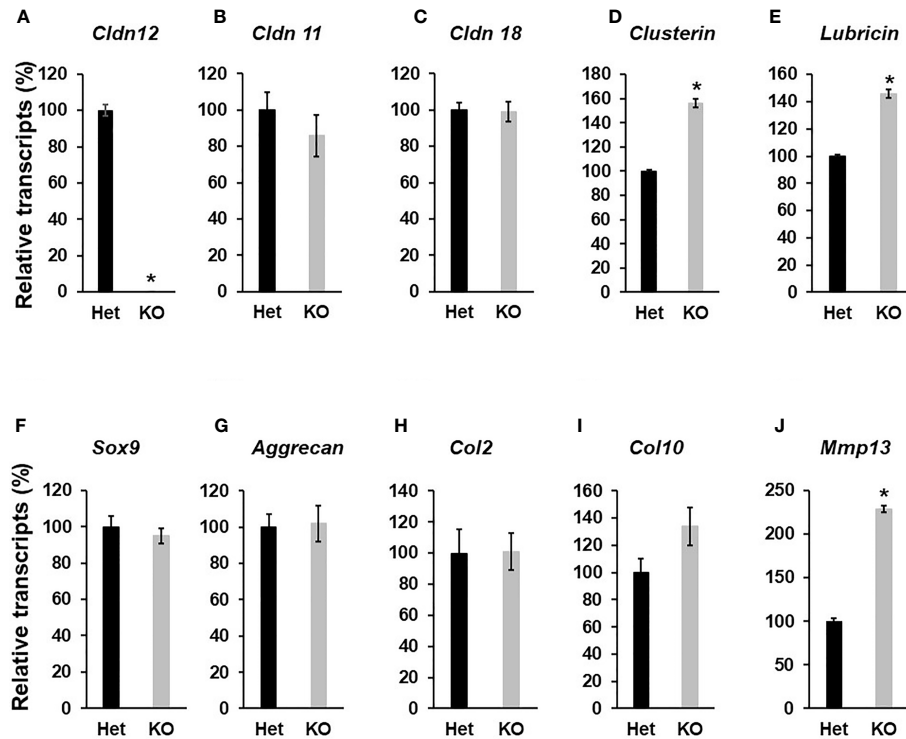 A
Cldn12
Relative transcripts (%)
120
100
80
60
40
20
0
*
Het KO
B
Cldn 11
120
100
80
60
40
20
0
Het KO
C
Cldn 18
120
100
80
60
40
20
0
Het KO
D
Clusterin
180
160
140
120
100
80
60
40
20
0
*
Het KO
E
Lubricin
160
140
120
100
80
60
40
20
0
*
Het KO
F
Sox9
Relative transcripts (%)
120
100
80
60
40
20
0
Het KO
G
Aggrecan
120
100
80
60
40
20
0
Het KO
H
Col2
140
120
100
80
60
40
20
0
Het KO
I
Col10
160
140
120
100
80
60
40
20
0
Het KO
J
Mmp13
250
200
150
100
50
0
*
Het KO